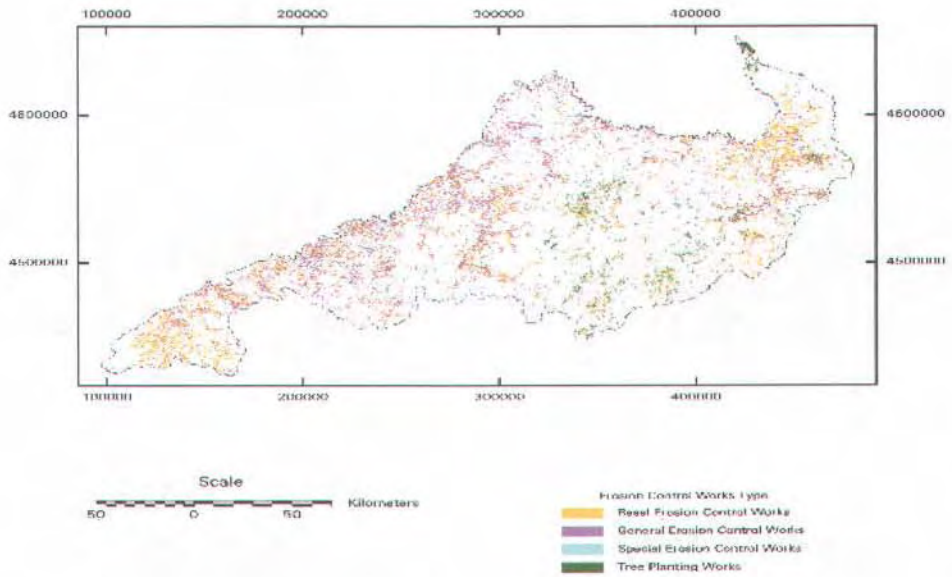 100000 200000 300000 400000
4600000 4600000
4500000 4500000
100000 200000 300000 400000
Scale
Kilometers
50 0 50
Erosion Control Works Type
Basel Erosion Control Works
General Erosion Control Works
Special Erosion Control Works
Tree Planting Works